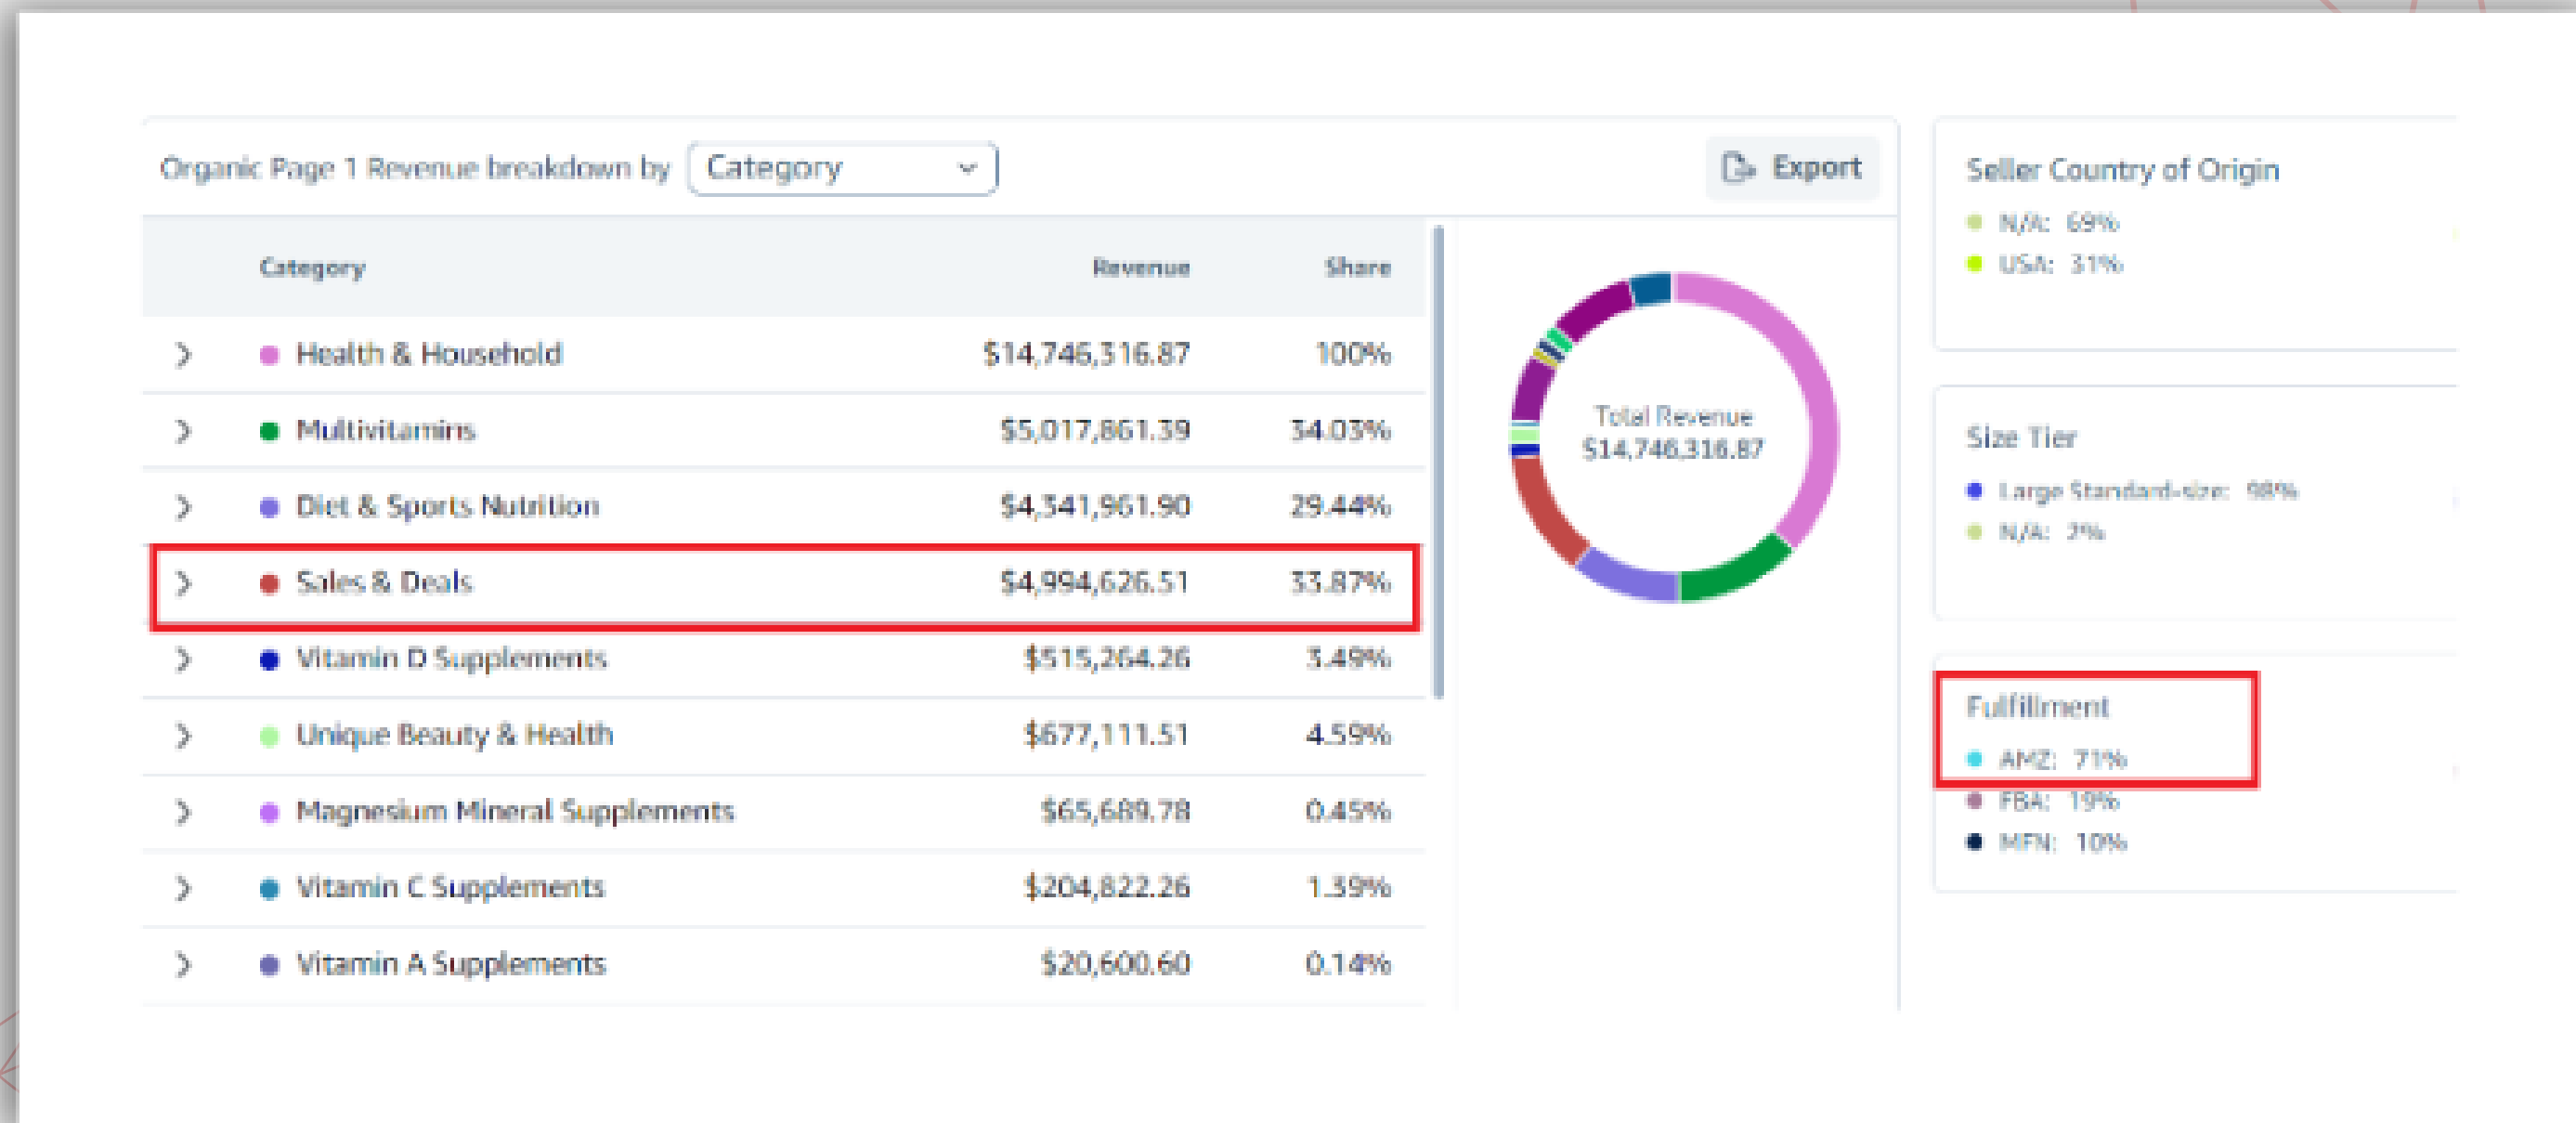 Organic Page 1 Revenue breakdown by Category Export
Category Revenue Share
Health & Household $14,746,316.87 100%
Multivitamins $5,017,861.39 34.03%
Diet & Sports Nutrition $4,341,961.90 29.44%
Sales & Deals $4,994,626.51 33.87%
Vitamin D Supplements $515,264.26 3.49%
Unique Beauty & Health $677,111.51 4.59%
Magnesium Mineral Supplements $65,689.78 0.45%
Vitamin C Supplements $204,822.26 1.39%
Vitamin A Supplements $20,600.60 0.14%
Total Revenue
$14,746,316.87
Seller Country of Origin
N/A: 69%
USA: 31%
Size Tier
Large Standard-size: 98%
N/A: 2%
Fulfillment
AMZ: 71%
FBA: 19%
MFN: 10%